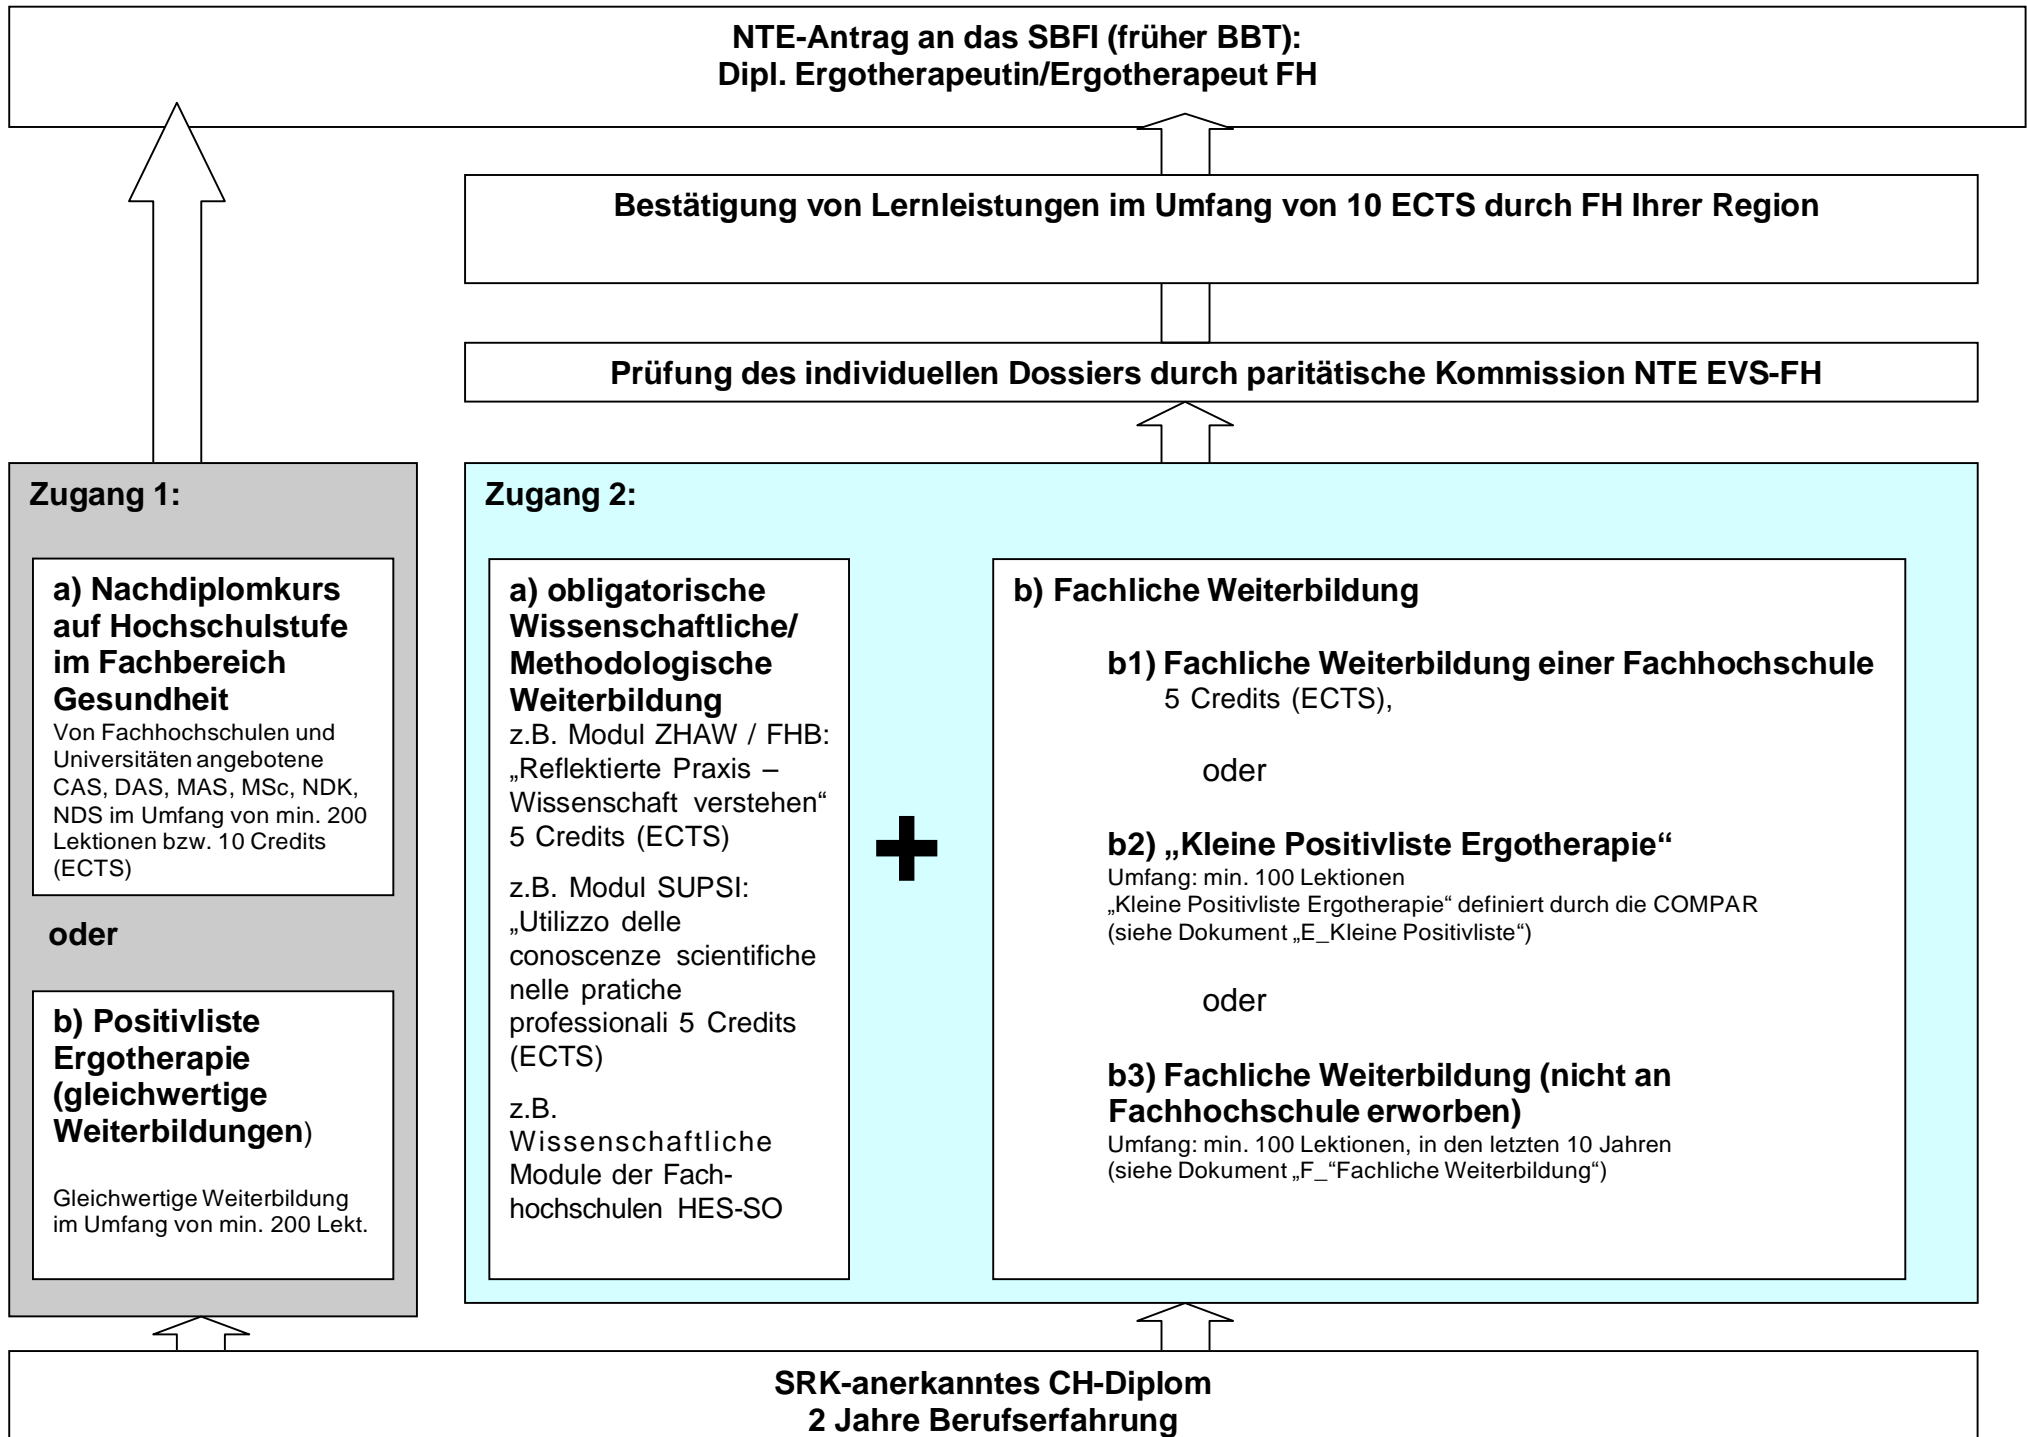 NTE-Antrag an das SBFI (früher BBT):
Dipl. Ergotherapeutin/Ergotherapeut FH
Bestätigung von Lernleistungen im Umfang von 10 ECTS durch FH Ihrer Region
Prüfung des individuellen Dossiers durch paritätische Kommission NTE EVS-FH
Zugang 1:
a) Nachdiplomkurs
auf Hochschulstufe
im Fachbereich
Gesundheit
Von Fachhochschulen und
Universitäten angebotene
CAS, DAS, MAS, MSc, NDK,
NDS im Umfang von min. 200
Lektionen bzw. 10 Credits
(ECTS)
oder
b) Positivliste
Ergotherapie
(gleichwertige
Weiterbildungen)
Gleichwertige Weiterbildung
im Umfang von min. 200 Lekt.
Zugang 2:
a) obligatorische
Wissenschaftliche/
Methodologische
Weiterbildung
z.B. Modul ZHAW / FHB:
„Reflektierte Praxis –
Wissenschaft verstehen“
5 Credits (ECTS)
z.B. Modul SUPSI:
„Utilizzo delle
conoscenze scientifiche
nelle pratiche
professionali 5 Credits
(ECTS)
z.B.
Wissenschaftliche
Module der Fach-
hochschulen HES-SO
+
b) Fachliche Weiterbildung
b1) Fachliche Weiterbildung einer Fachhochschule
5 Credits (ECTS),
oder
b2) „Kleine Positivliste Ergotherapie“
Umfang: min. 100 Lektionen
„Kleine Positivliste Ergotherapie“ definiert durch die COMPAR
(siehe Dokument „E_Kleine Positivliste“)
oder
b3) Fachliche Weiterbildung (nicht an
Fachhochschule erworben)
Umfang: min. 100 Lektionen, in den letzten 10 Jahren
(siehe Dokument „F_“Fachliche Weiterbildung“)
SRK-anerkanntes CH-Diplom
2 Jahre Berufserfahrung